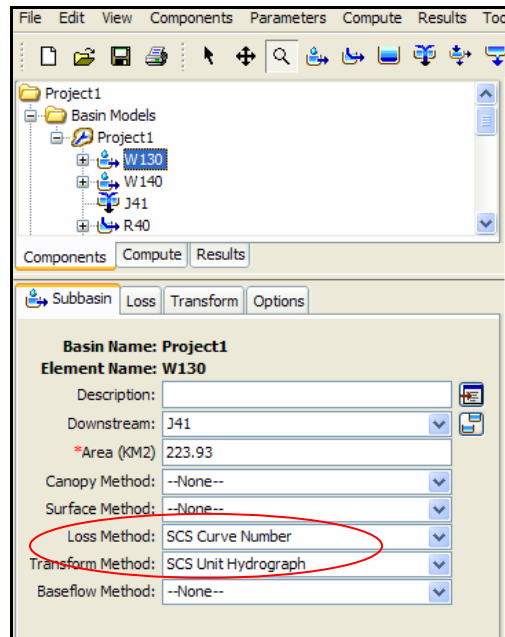 File Edit View Components Parameters Compute Results Too
Project1
Basin Models
Project1
W130
W140
J41
R40
Components Compute Results
Subbasin Loss Transform Options
Basin Name: Project1
Element Name: W130
Description:
Downstream: J41
*Area (KM2) 223.93
Canopy Method: --None--
Surface Method: --None--
Loss Method: SCS Curve Number
Transform Method: SCS Unit Hydrograph
Baseflow Method: --None--